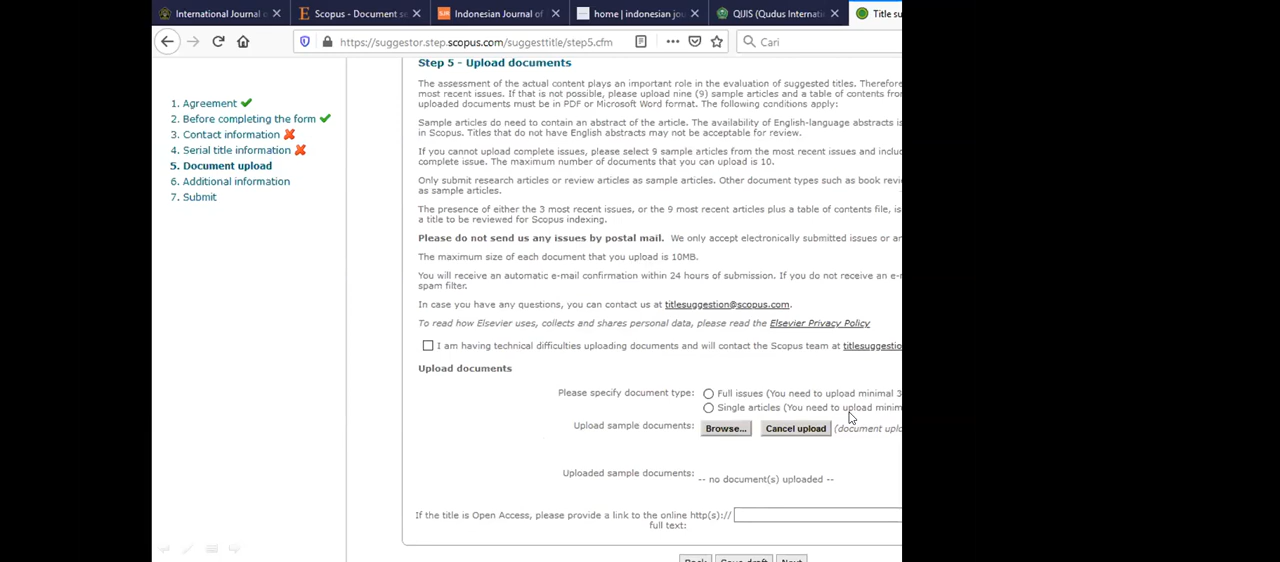 International Journal o
Scopus - Document se
Indonesian Journal of
home | indonesian jou
QIJIS (Qudus Internatio
Title su
https://suggestor.step.scopus.com/suggesttitle/step5.cfm
Cari
Step 5 - Upload documents
The assessment of the actual content plays an important role in the evaluation of suggested titles. Therefore
most recent issues. If that is not possible, please upload nine (9) sample articles and a table of contents from
uploaded documents must be in PDF or Microsoft Word format. The following conditions apply:
1. Agreement
2. Before completing the form
3. Contact information
4. Serial title information
5. Document upload
6. Additional information
7. Submit
Sample articles do need to contain an abstract of the article. The availability of English-language abstracts is
in Scopus. Titles that do not have English abstracts may not be acceptable for review.
If you cannot upload complete issues, please select 9 sample articles from the most recent issues and includ
complete issue. The maximum number of documents that you can upload is 10.
Only submit research articles or review articles as sample articles. Other document types such as book revi
as sample articles.
The presence of either the 3 most recent issues, or the 9 most recent articles plus a table of contents file, is
a title to be reviewed for Scopus indexing.
Please do not send us any issues by postal mail. We only accept electronically submitted issues or ar
The maximum size of each document that you upload is 10MB.
You will receive an automatic e-mail confirmation within 24 hours of submission. If you do not receive an e-m
spam filter.
In case you have any questions, you can contact us at titlesuggestion@scopus.com.
To read how Elsevier uses, collects and shares personal data, please read the Elsevier Privacy Policy
I am having technical difficulties uploading documents and will contact the Scopus team at titlesuggestio
Upload documents
Please specify document type: Full issues (You need to upload minimal 3
Single articles (You need to upload minim
Upload sample documents: Browse... Cancel upload (document uplo
Uploaded sample documents: -- no document(s) uploaded --
If the title is Open Access, please provide a link to the online http(s)://
full text:
Back Save draft Next